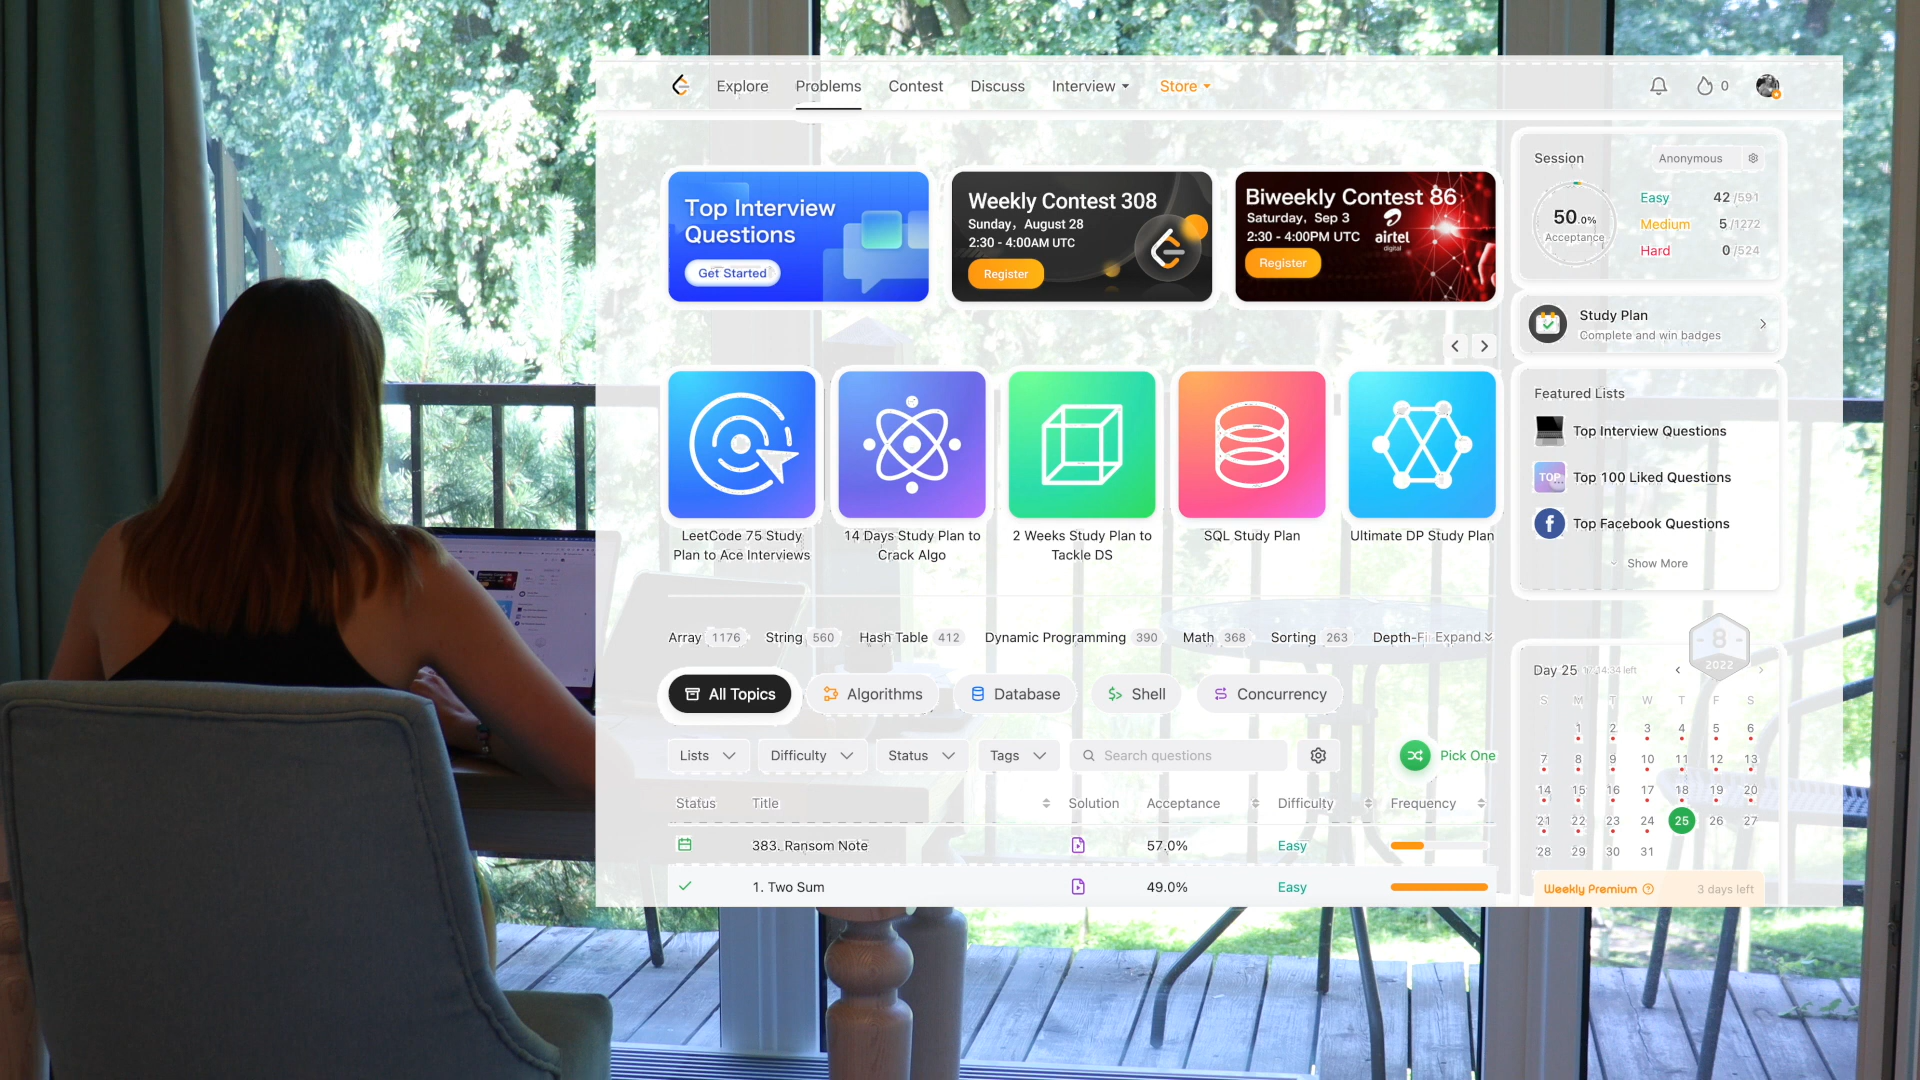 Explore Problems Contest Discuss Interview Store 0
Top Interview
Questions
Get Started
Weekly Contest 308
Sunday, August 28
2:30 - 4:00AM UTC
Register
Biweekly Contest 86
Saturday, Sep 3
2:30 - 4:00PM UTC
airtel
digital
Register
Session Anonymous
50.0%
Acceptance
Easy 42 /591
Medium 5 /1272
Hard 0 /524
Study Plan
Complete and win badges
Featured Lists
Top Interview Questions
TOP Top 100 Liked Questions
f Top Facebook Questions
Show More
LeetCode 75 Study
Plan to Ace Interviews
14 Days Study Plan to
Crack Algo
2 Weeks Study Plan to
Tackle DS
SQL Study Plan
Ultimate DP Study Plan
Array 1176 String 560 Hash Table 412 Dynamic Programming 390 Math 368 Sorting 263 Depth-Fi Expand
All Topics Algorithms Database Shell Concurrency
Lists Difficulty Status Tags Search questions Pick One
Status Title Solution Acceptance Difficulty Frequency
383. Ransom Note 57.0% Easy
1. Two Sum 49.0% Easy
8
2022
Day 25 left
S M T W T F S
1 2 3 4 5 6
7 8 9 10 11 12 13
14 15 16 17 18 19 20
21 22 23 24 25 26 27
28 29 30 31
Weekly Premium 3 days left